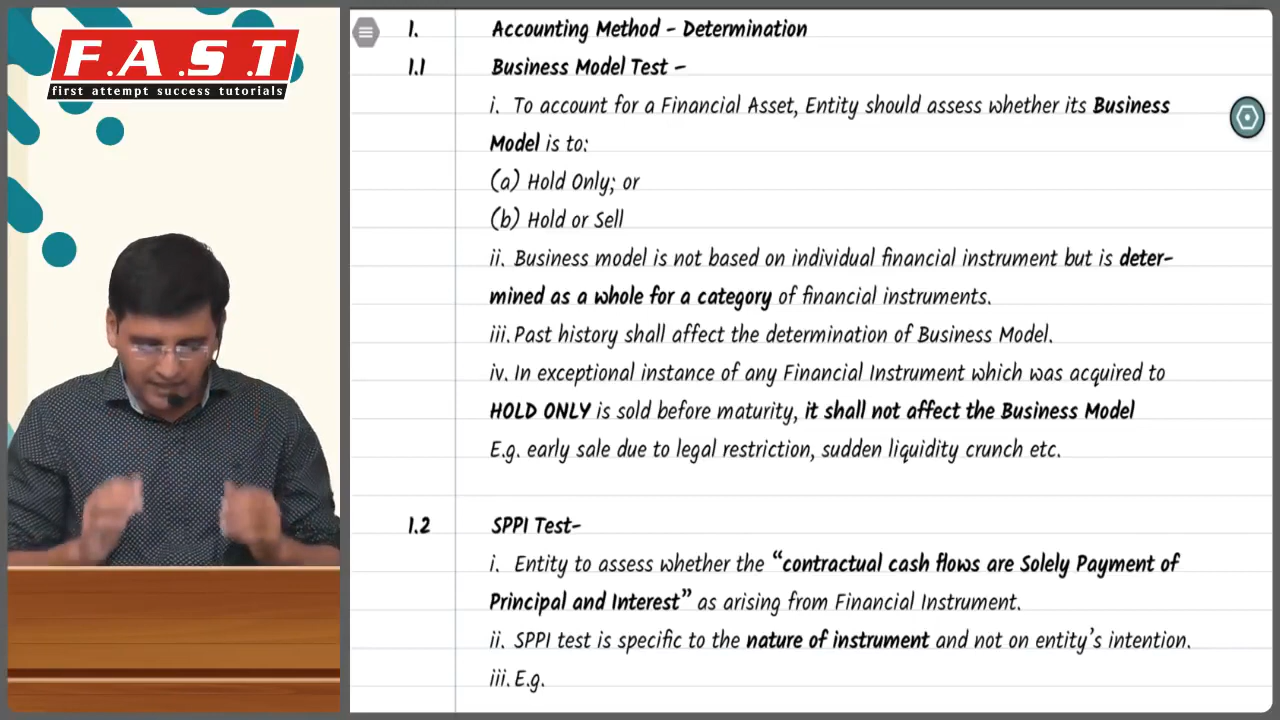 F.A.S.T
first attempt success tutorials
1. Accounting Method - Determination
1.1 Business Model Test -
i. To account for a Financial Asset, Entity should assess whether its Business
Model is to:
(a) Hold Only; or
(b) Hold or Sell
ii. Business model is not based on individual financial instrument but is deter-
mined as a whole for a category of financial instruments.
iii. Past history shall affect the determination of Business Model.
iv. In exceptional instance of any Financial Instrument which was acquired to
HOLD ONLY is sold before maturity, it shall not affect the Business Model
E.g. early sale due to legal restriction, sudden liquidity crunch etc.
1.2 SPPI Test-
i. Entity to assess whether the “contractual cash flows are Solely Payment of
Principal and Interest” as arising from Financial Instrument.
ii. SPPI test is specific to the nature of instrument and not on entity’s intention.
iii. E.g.